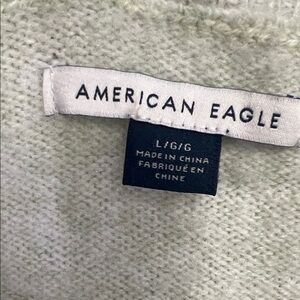 AMERICAN EAGLE
L/G/G
MADE IN CHINA
FABRIQUÉ EN
CHINE